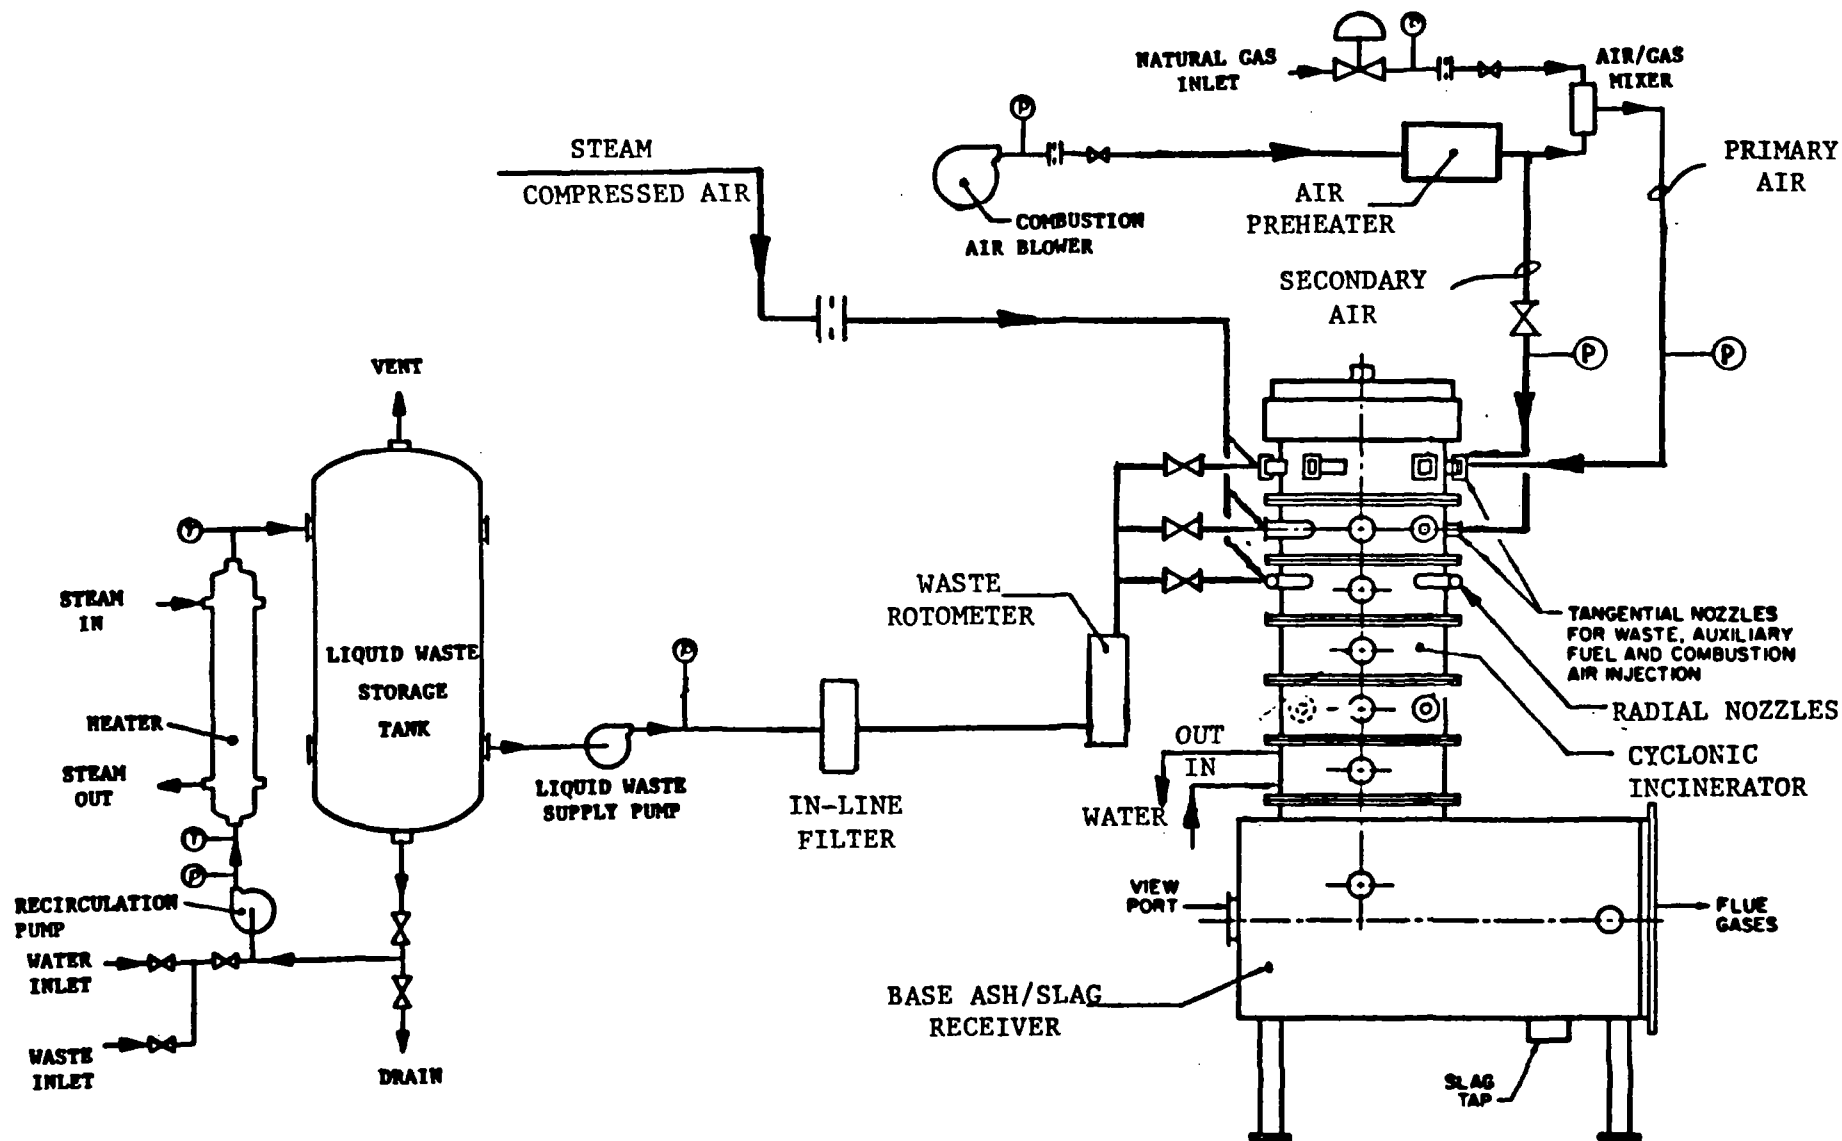 NATURAL GAS
INLET
P
AIR/GAS
MIXER
P
STEAM
COMPRESSED AIR
COMBUSTION
AIR BLOWER
AIR
PREHEATER
PRIMARY
AIR
SECONDARY
AIR
P
P
VENT
T
STEAM
IN
LIQUID WASTE
STORAGE
TANK
HEATER
STEAM
OUT
T
P
RECIRCULATION
PUMP
WATER
INLET
WASTE
INLET
DRAIN
P
LIQUID WASTE
SUPPLY PUMP
IN-LINE
FILTER
WASTE
ROTOMETER
OUT
IN
WATER
TANGENTIAL NOZZLES
FOR WASTE, AUXILIARY
FUEL AND COMBUSTION
AIR INJECTION
RADIAL NOZZLES
CYCLONIC
INCINERATOR
VIEW
PORT
FLUE
GASES
BASE ASH/SLAG
RECEIVER
SLAG
TAP